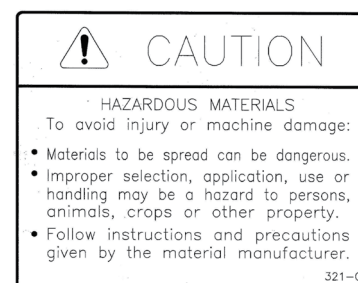 CAUTION
HAZARDOUS MATERIALS
To avoid injury or machine damage:
• Materials to be spread can be dangerous.
• Improper selection, application, use or
handling may be a hazard to persons,
animals, crops or other property.
• Follow instructions and precautions
given by the material manufacturer.